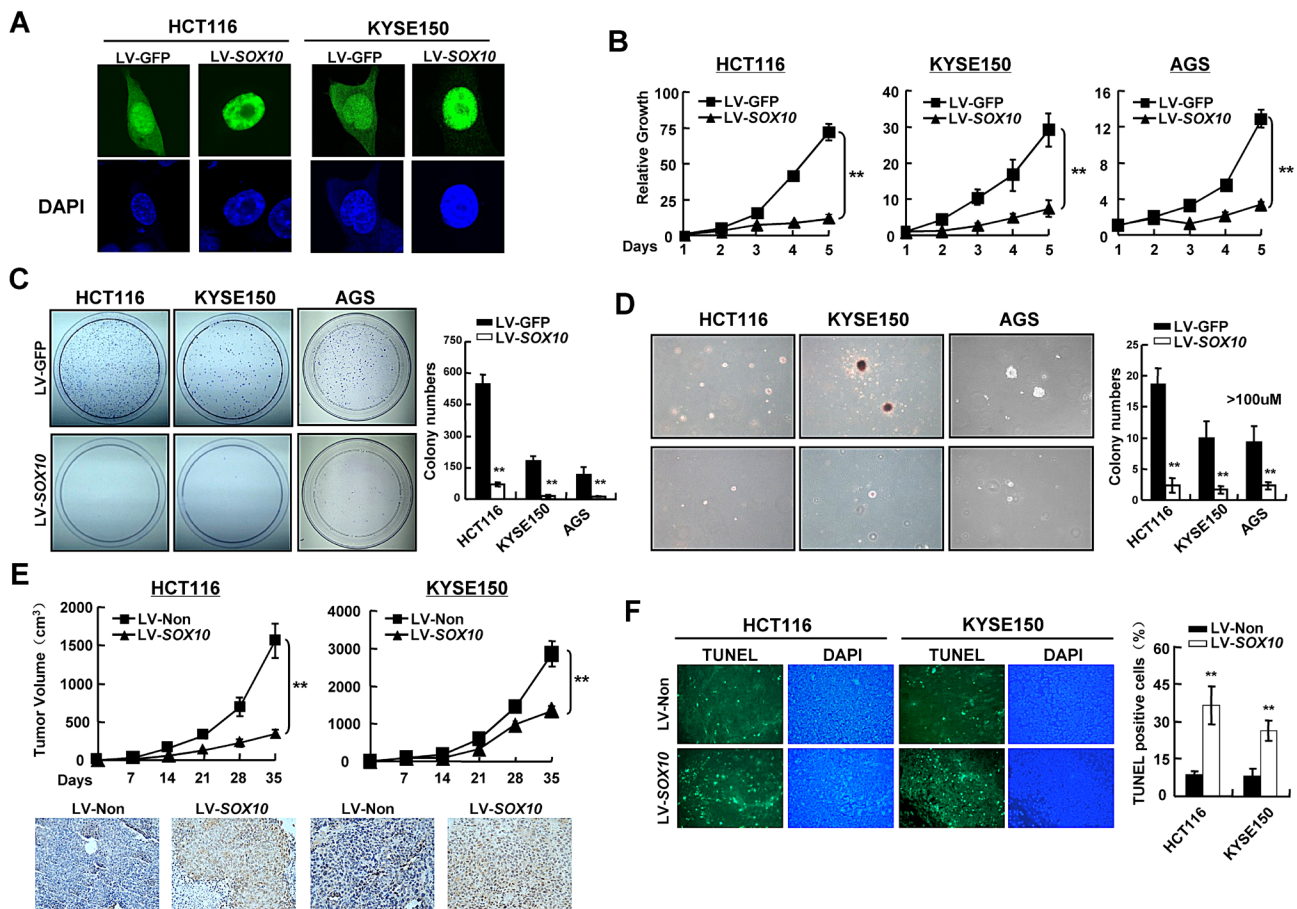 A
HCT116 KYSE150
LV-GFP LV-SOX10 LV-GFP LV-SOX10
DAPI
B
HCT116 KYSE150 AGS
Relative Growth
100
75
50
25
0
LV-GFP
LV-SOX10
**
Days 1 2 3 4 5
40
30
20
10
0
LV-GFP
LV-SOX10
**
1 2 3 4 5
16
12
8
4
0
LV-GFP
LV-SOX10
**
1 2 3 4 5
C
HCT116 KYSE150 AGS
LV-GFP
LV-SOX10
LV-GFP
LV-SOX10
Colony numbers
750
600
450
300
150
0
** ** **
HCT116 KYSE150 AGS
D
HCT116 KYSE150 AGS
LV-GFP
LV-SOX10
Colony numbers
25
20
15
10
5
0
>100uM
** ** **
HCT116 KYSE150 AGS
E
HCT116 KYSE150
Tumor Volume (cm³)
2000
1500
1000
500
0
LV-Non
LV-SOX10
**
Days 7 14 21 28 35
4000
3000
2000
1000
0
LV-Non
LV-SOX10
**
7 14 21 28 35
LV-Non LV-SOX10 LV-Non LV-SOX10
F
HCT116 KYSE150
TUNEL DAPI TUNEL DAPI
LV-Non
LV-SOX10
LV-Non
LV-SOX10
TUNEL positive cells (%)
60
45
30
15
0
** **
HCT116 KYSE150